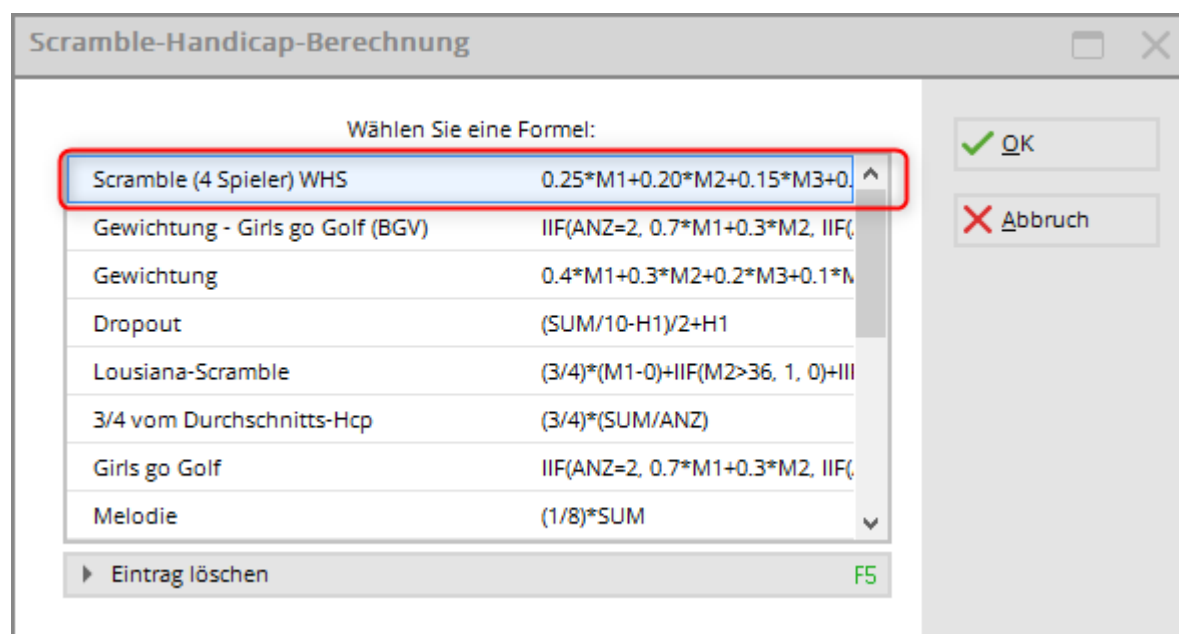 Scramble-Handicap-Berechnung
Wählen Sie eine Formel:
Scramble (4 Spieler) WHS 0.25*M1+0.20*M2+0.15*M3+0.
Gewichtung - Girls go Golf (BGV) IIF(ANZ=2, 0.7*M1+0.3*M2, IIF(
Gewichtung 0.4*M1+0.3*M2+0.2*M3+0.1*M
Dropout (SUM/10-H1)/2+H1
Lousiana-Scramble (3/4)*(M1-0)+IIF(M2>36, 1, 0)+III
3/4 vom Durchschnitts-Hcp (3/4)*(SUM/ANZ)
Girls go Golf IIF(ANZ=2, 0.7*M1+0.3*M2, IIF(
Melodie (1/8)*SUM
Eintrag löschen F5
OK
Abbruch